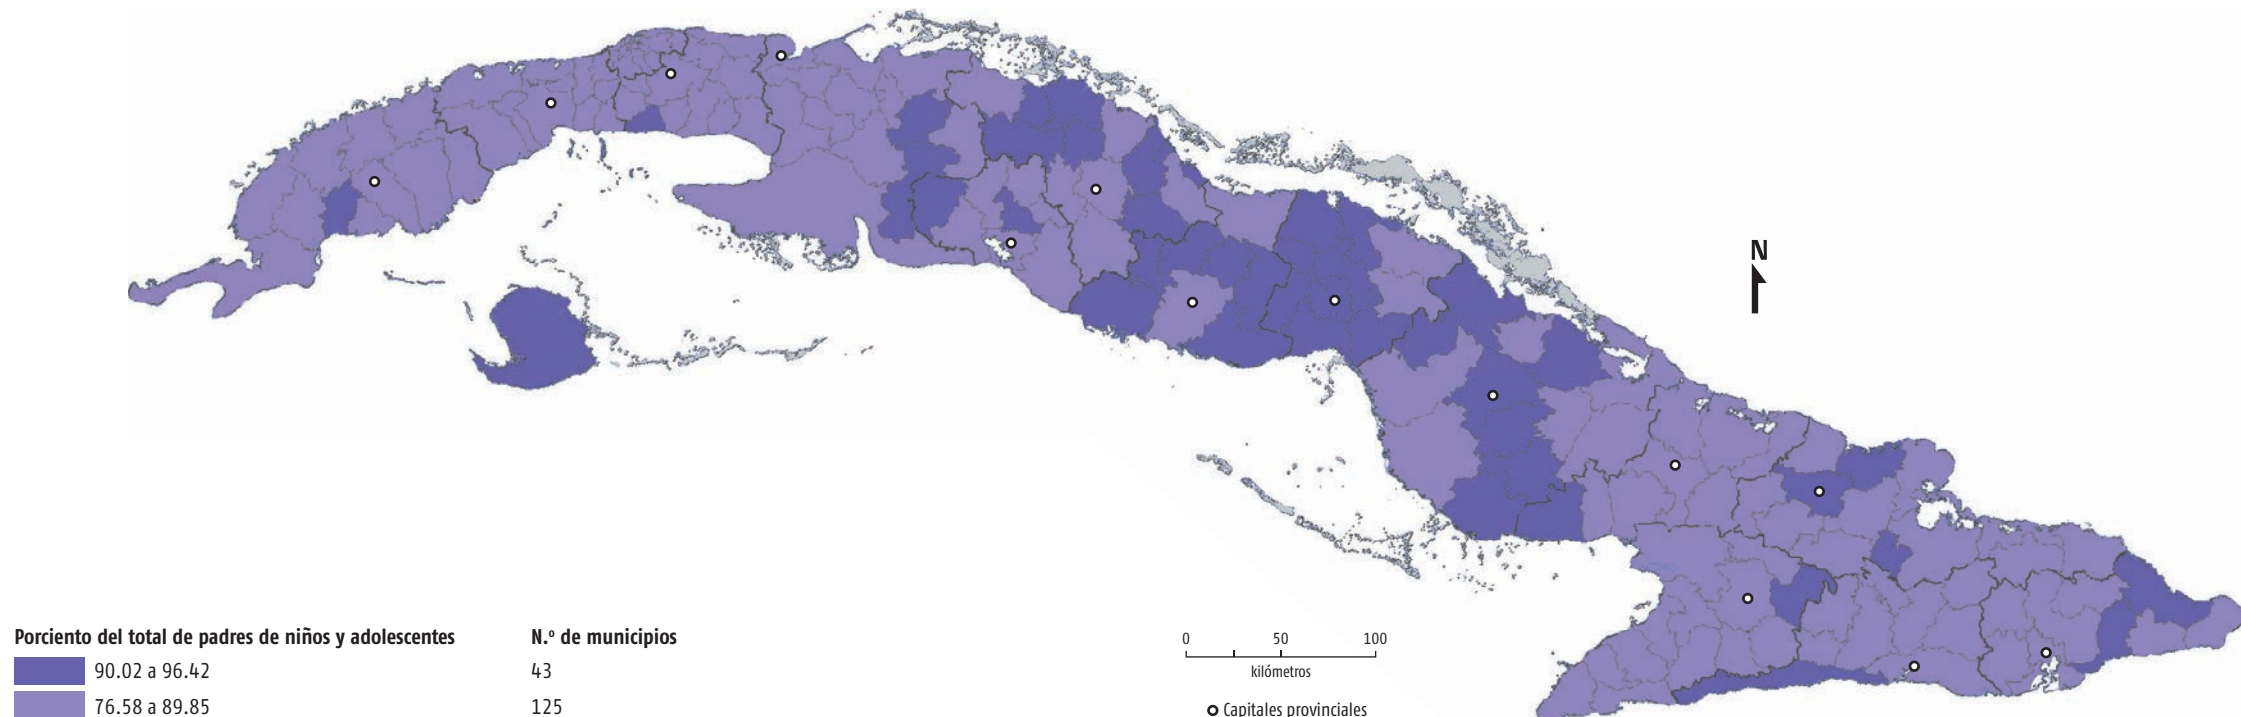 N
Porciento del total de padres de niños y adolescentes N.º de municipios
90.02 a 96.42 43
76.58 a 89.85 125
0 50 100
kilómetros
Capitales provinciales